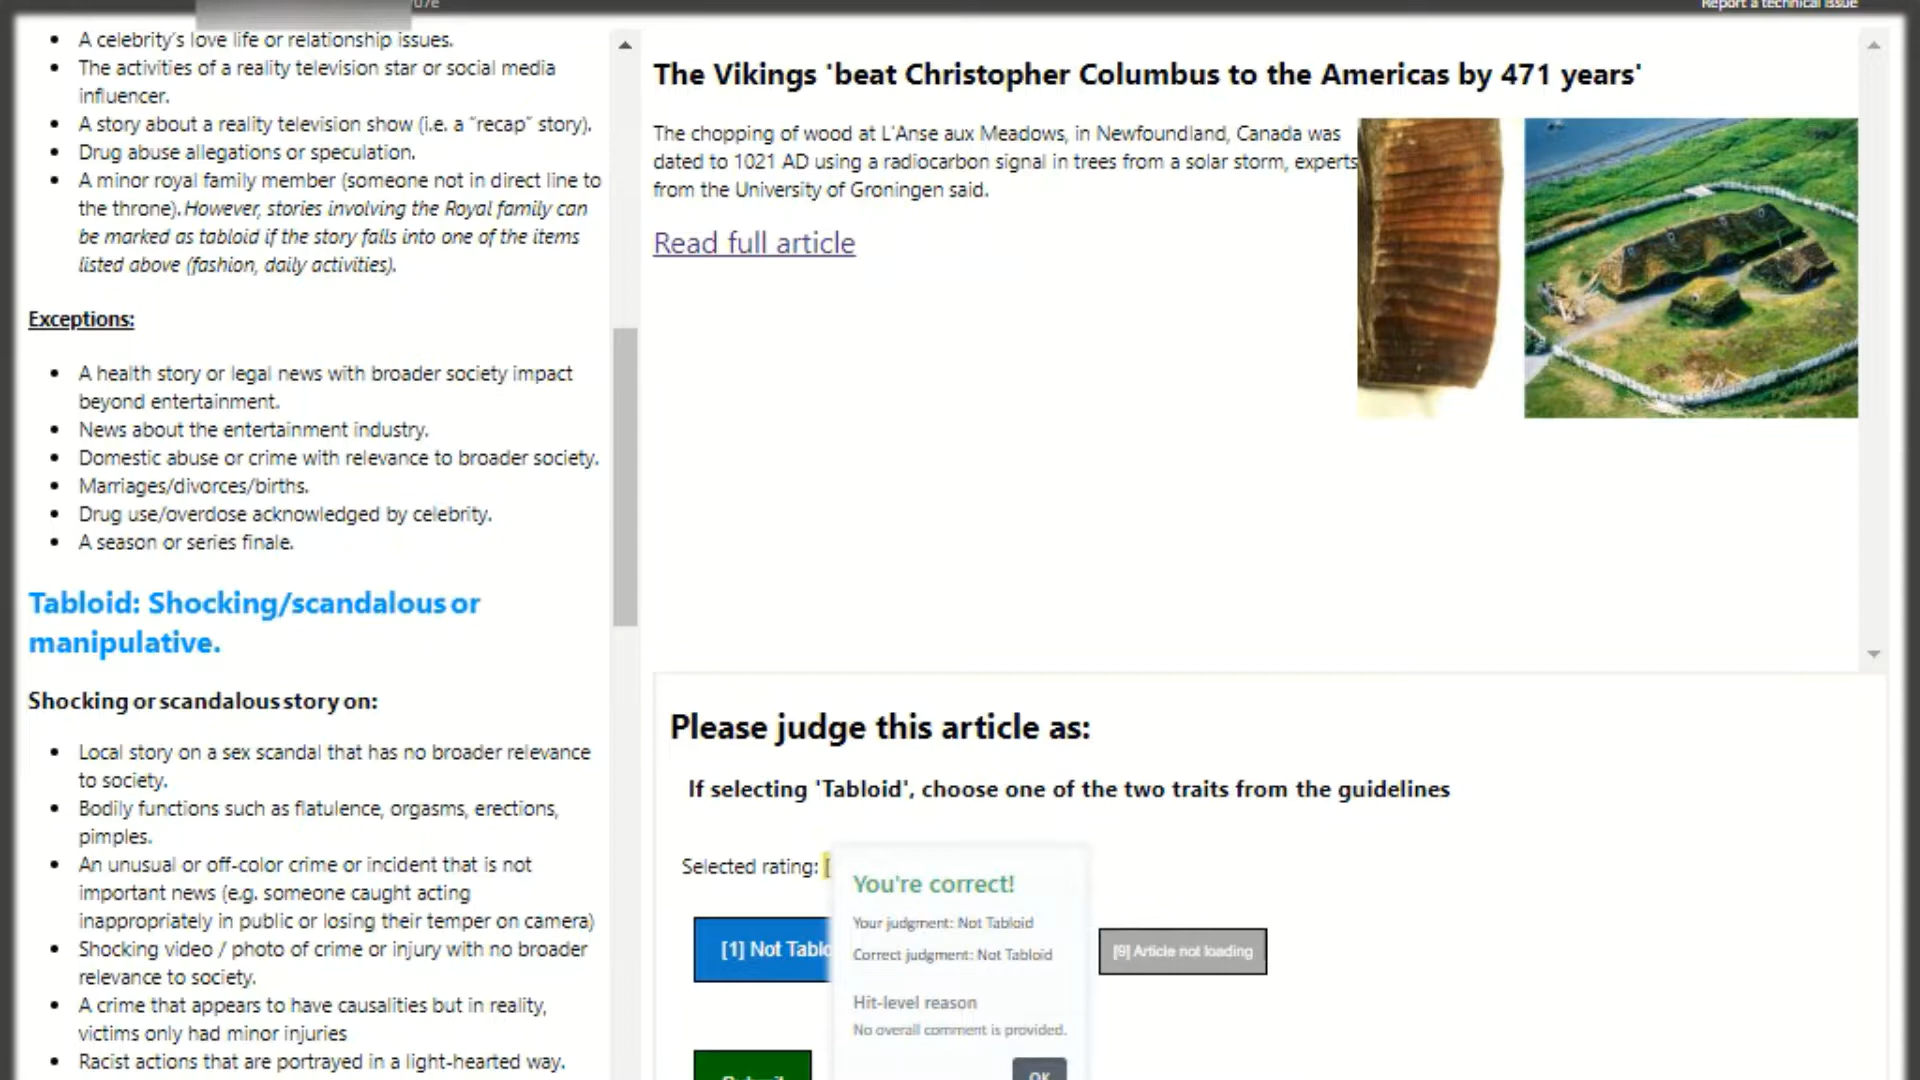 07e
Report a technical issue
A celebrity's love life or relationship issues.
The activities of a reality television star or social media
influencer.
A story about a reality television show (i.e. a "recap" story).
Drug abuse allegations or speculation.
A minor royal family member (someone not in direct line to
the throne). However, stories involving the Royal family can
be marked as tabloid if the story falls into one of the items
listed above (fashion, daily activities).
Exceptions:
A health story or legal news with broader society impact
beyond entertainment.
News about the entertainment industry.
Domestic abuse or crime with relevance to broader society.
Marriages/divorces/births.
Drug use/overdose acknowledged by celebrity.
A season or series finale.
Tabloid: Shocking/scandalous or
manipulative.
Shocking or scandalous story on:
Local story on a sex scandal that has no broader relevance
to society.
Bodily functions such as flatulence, orgasms, erections,
pimples.
An unusual or off-color crime or incident that is not
important news (e.g. someone caught acting
inappropriately in public or losing their temper on camera)
Shocking video / photo of crime or injury with no broader
relevance to society.
A crime that appears to have causalities but in reality,
victims only had minor injuries
Racist actions that are portrayed in a light-hearted way.
The Vikings 'beat Christopher Columbus to the Americas by 471 years'
The chopping of wood at L'Anse aux Meadows, in Newfoundland, Canada was
dated to 1021 AD using a radiocarbon signal in trees from a solar storm, experts
from the University of Groningen said.
Read full article
Please judge this article as:
If selecting 'Tabloid', choose one of the two traits from the guidelines
Selected rating: [
[1] Not Tablo
[9] Article not loading
You're correct!
Your judgment: Not Tabloid
Correct judgment: Not Tabloid
Hit-level reason
No overall comment is provided.
OK